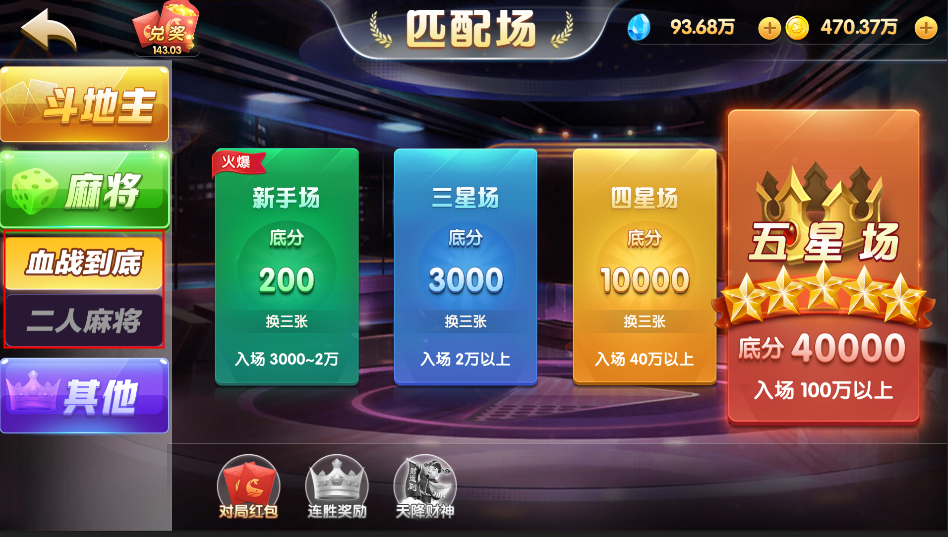 兑奖
143.03
匹配场
93.68万
470.37万
斗地主
麻将
血战到底
二人麻将
其他
火爆
新手场
底分
200
换三张
入场 3000~2万
三星场
底分
3000
换三张
入场 2万以上
四星场
底分
10000
换三张
入场 40万以上
五星场
底分 40000
入场 100万以上
对局红包
连胜奖励
天降财神